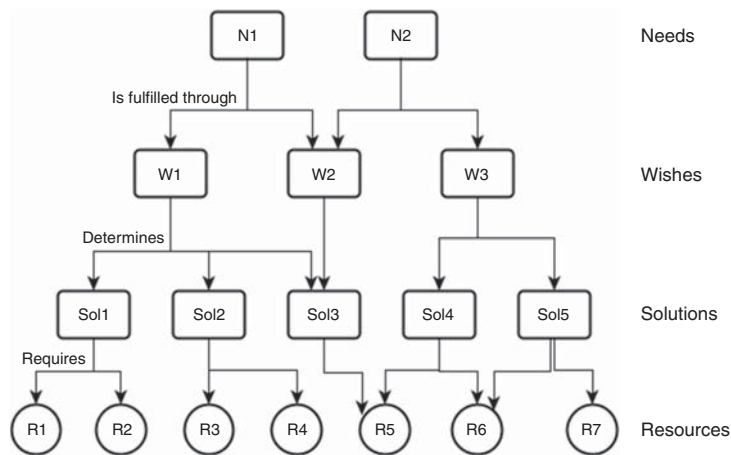 N1 N2 Needs
Is fulfilled through
W1 W2 W3 Wishes
Determines
Sol1 Sol2 Sol3 Sol4 Sol5 Solutions
Requires
R1 R2 R3 R4 R5 R6 R7 Resources